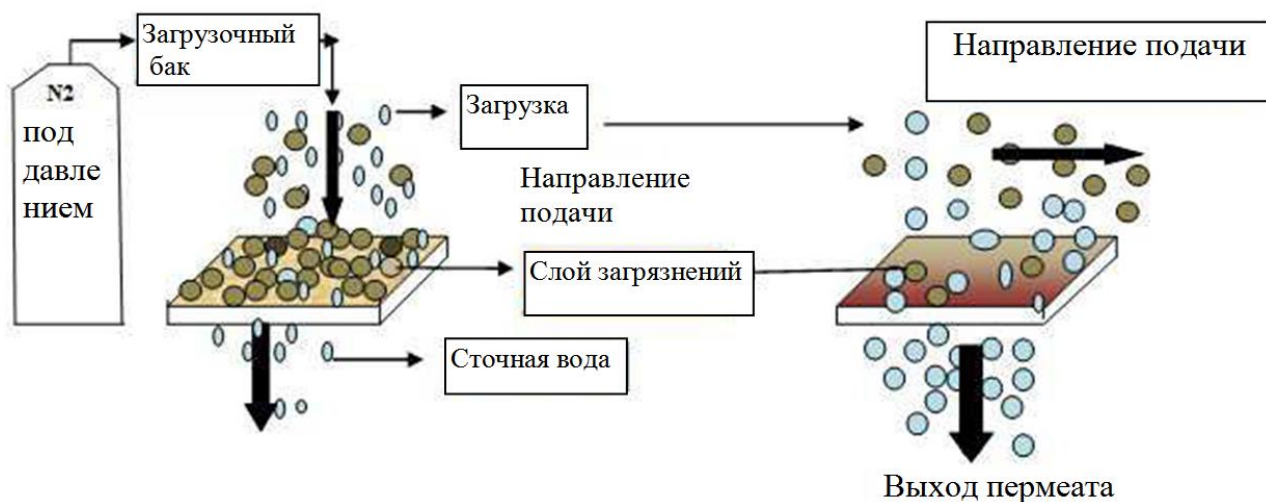 Загрузочный
бак
Направление подачи
N2
под
давле
нием
Загрузка
Направление
подачи
Слой загрязнений
Сточная вода
Выход пермеата